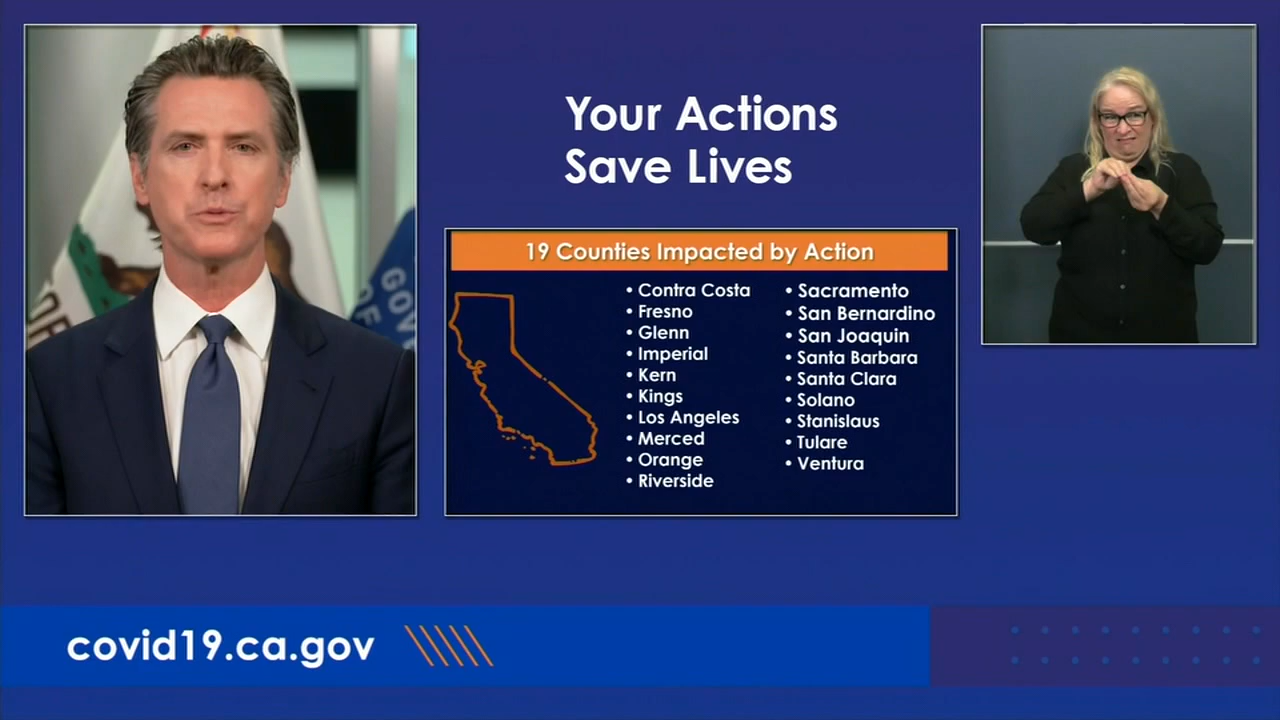 Your Actions
Save Lives
19 Counties Impacted by Action
• Contra Costa
• Fresno
• Glenn
• Imperial
• Kern
• Kings
• Los Angeles
• Merced
• Orange
• Riverside
• Sacramento
• San Bernardino
• San Joaquin
• Santa Barbara
• Santa Clara
• Solano
• Stanislaus
• Tulare
• Ventura
covid19.ca.gov